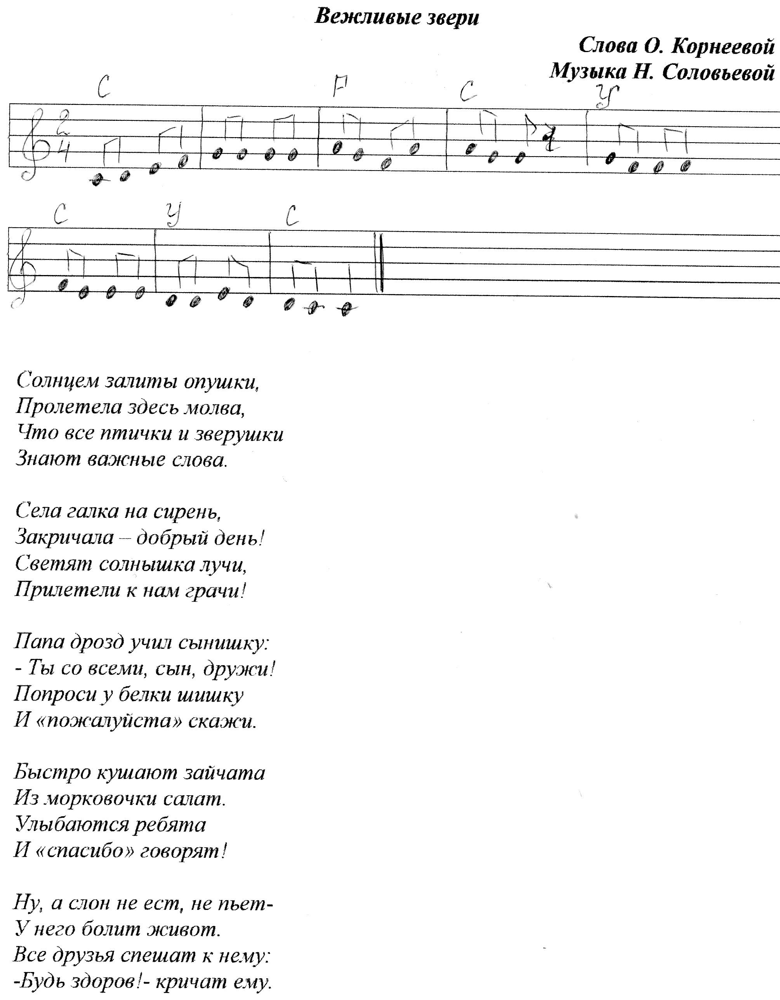 Вежливые звери
Слова О. Корнеевой
Музыка Н. Соловьевой
C F C У
2
4
C У C
Солнцем залиты опушки,
Пролетела здесь молва,
Что все птички и зверушки
Знают важные слова.
Села галка на сирень,
Закричала – добрый день!
Светят солнышка лучи,
Прилетели к нам грачи!
Папа дрозд учил сынишку:
- Ты со всеми, сын, дружи!
Попроси у белки шишку
И «пожалуйста» скажи.
Быстро кушают зайчата
Из морковочки салат.
Улыбаются ребята
И «спасибо» говорят!
Ну, а слон не ест, не пьет-
У него болит живот.
Все друзья спешат к нему:
-Будь здоров!- кричат ему.